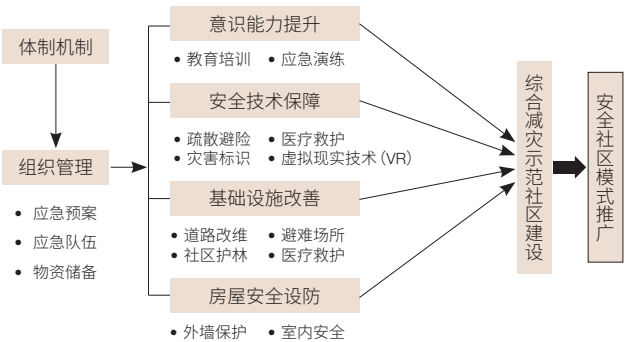 体制机制
组织管理
• 应急预案
• 应急队伍
• 物资储备
意识能力提升
• 教育培训 • 应急演练
安全技术保障
• 疏散避险 • 医疗救护
• 灾害标识 • 虚拟现实技术(VR)
基础设施改善
• 道路改维 • 避难场所
• 社区护林 • 医疗救护
房屋安全设防
• 外墙保护 • 室内安全
综合减灾示范社区建设
安全社区模式推广